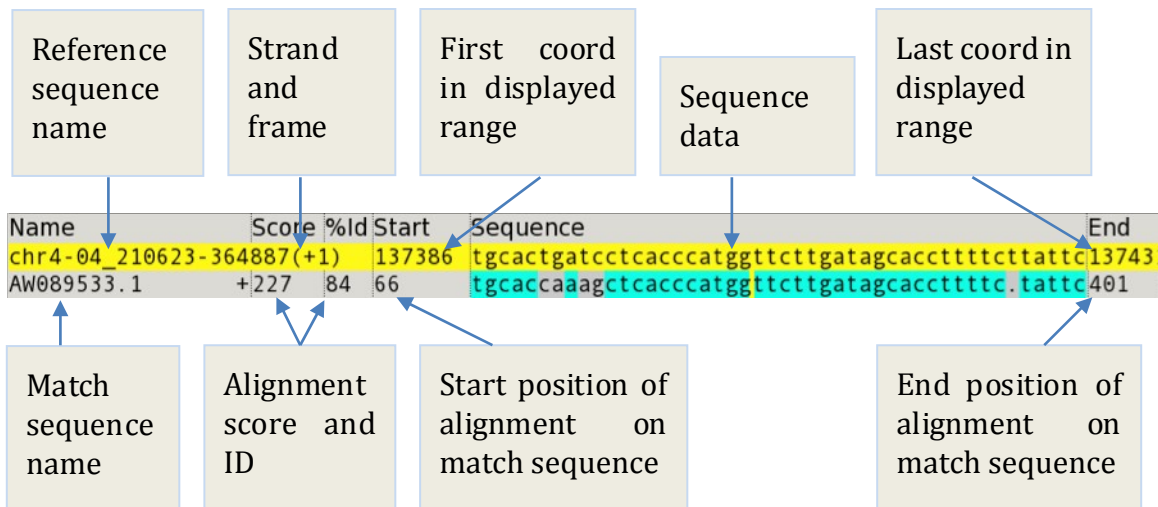 Reference
sequence
name
Strand
and
frame
First coord
in displayed
range
Sequence
data
Last coord in
displayed
range
Name Score %Id Start Sequence End
chr4-04_210623-364887(+1) 137386 tgcactgatcctcacccatggttcttgatagcaccttttcttattc 13743
AW089533.1 + 227 84 66 tgcaccaaagctcacccatggttcttgatagcaccttttc.tattc 401
Match
sequence
name
Alignment
score and
ID
Start position of
alignment on
match sequence
End position of
alignment on
match sequence